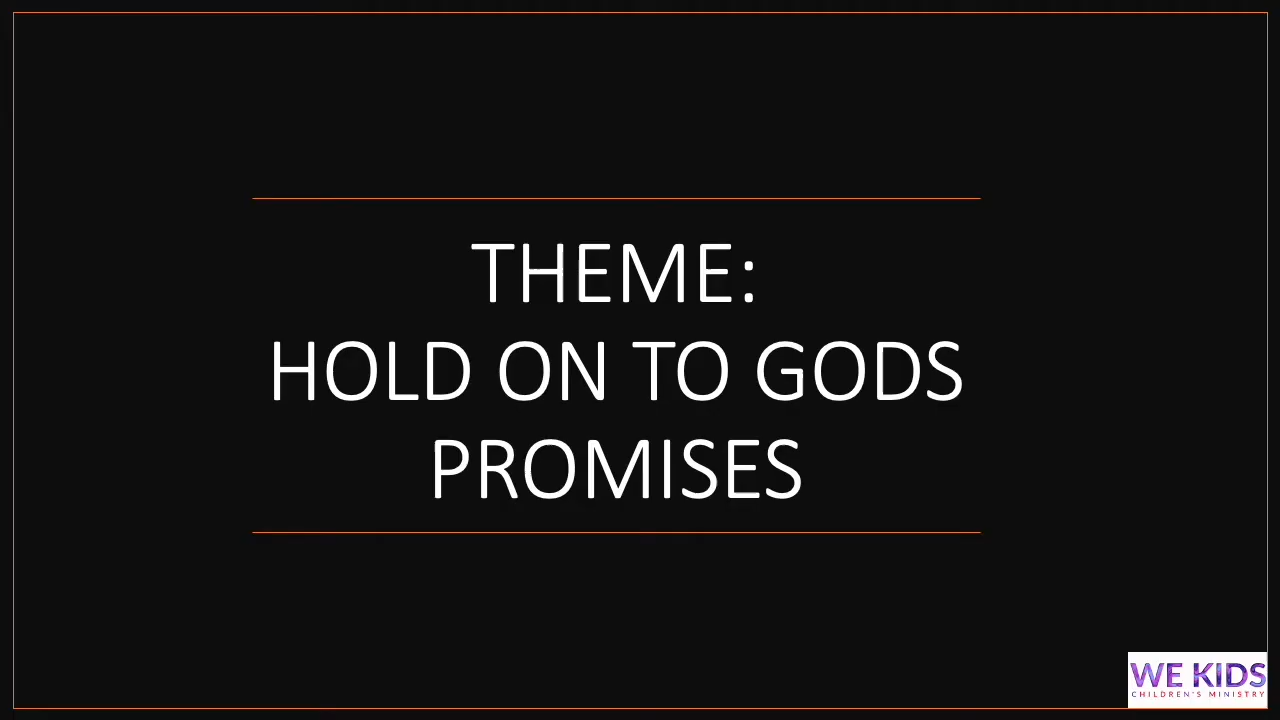 THEME:
HOLD ON TO GODS
PROMISES
WE KIDS
CHILDREN'S MINISTRY